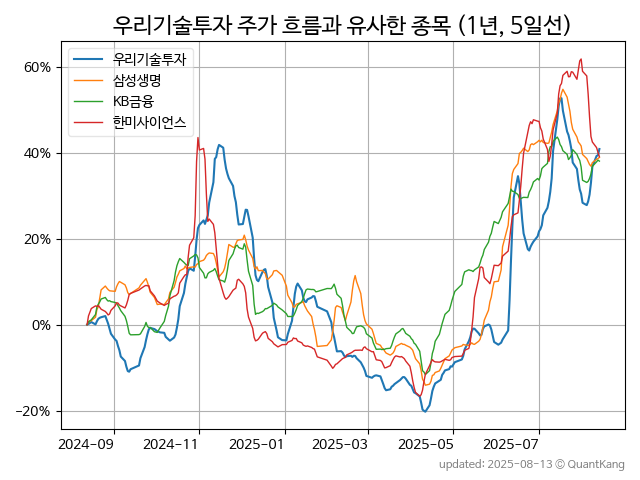 우리기술투자 주가 흐름과 유사한 종목 (1년, 5일선)
우리기술투자
삼성생명
KB금융
한미사이언스
60%
40%
20%
0%
−20%
2024−09 2024−11 2025−01 2025−03 2025−05 2025−07
updated: 2025-08-13 © QuantKang